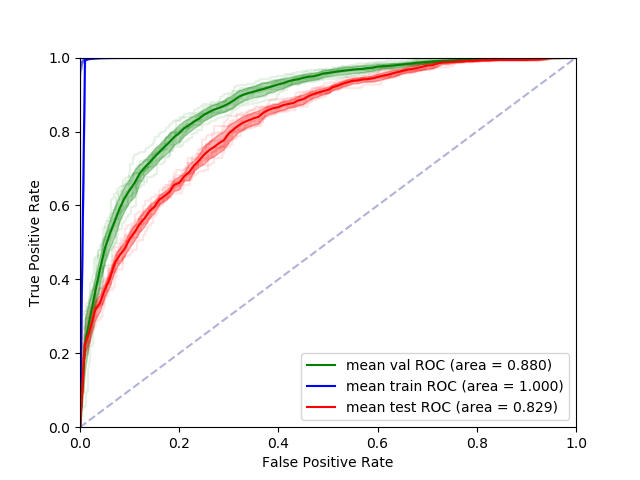 1.0
0.8
0.6
0.4
0.2
0.0
True Positive Rate
0.0 0.2 0.4 0.6 0.8 1.0
False Positive Rate
mean val ROC (area = 0.880)
mean train ROC (area = 1.000)
mean test ROC (area = 0.829)